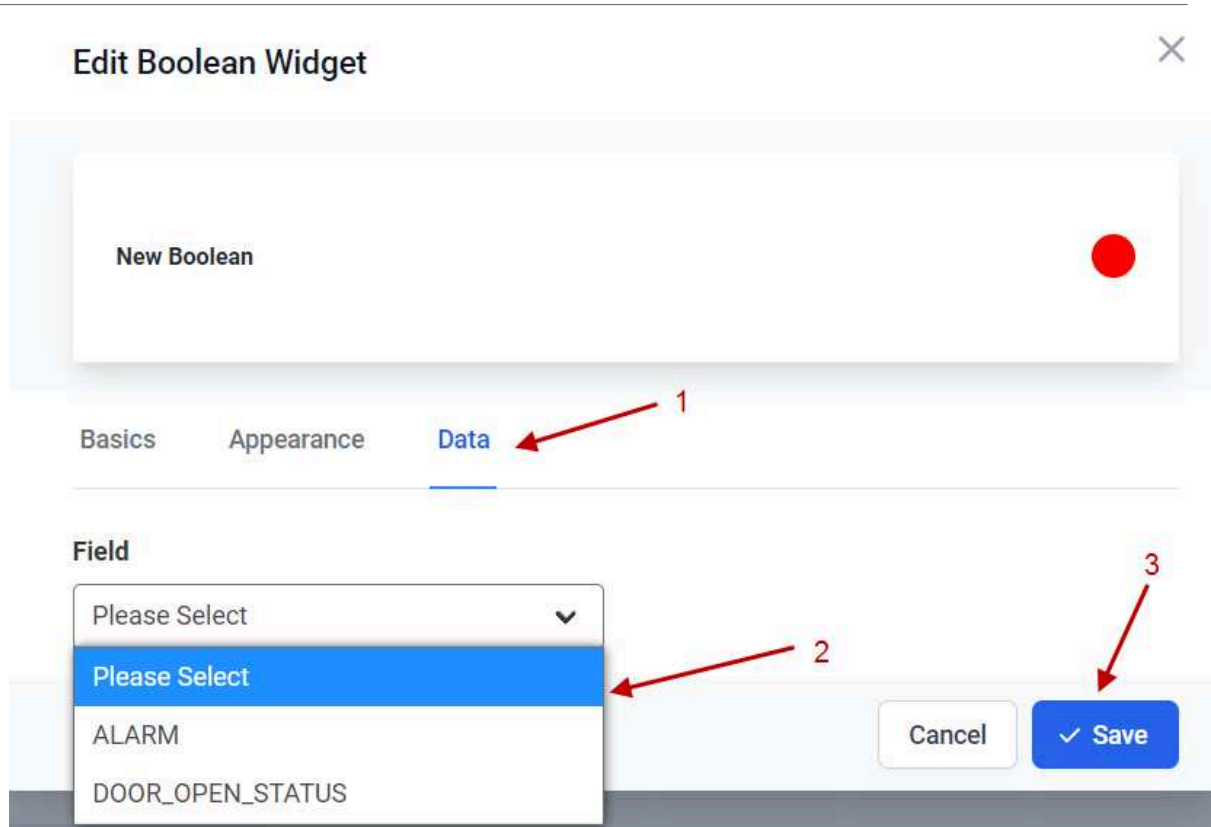 Edit Boolean Widget
New Boolean
1
Basics Appearance Data
Field
3
Please Select
2
Please Select
ALARM
Cancel Save
DOOR_OPEN_STATUS